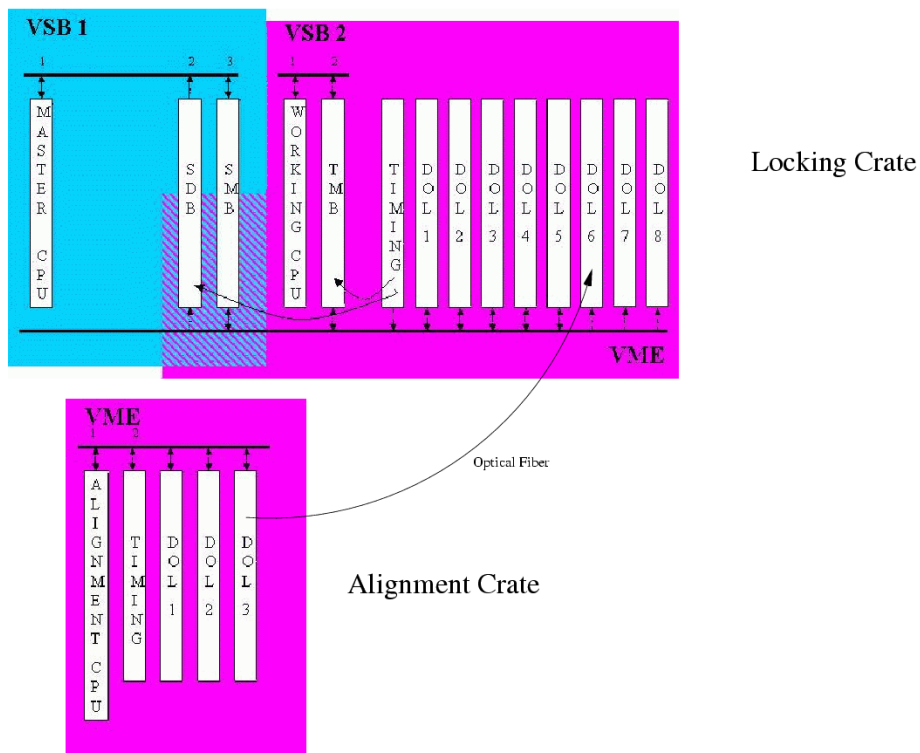 VSB 1
VSB 2
1
2
3
1
2
MASTER CPU
SDB
SMB
WORKING CPU
TMB
TIMING
DOL 1
DOL 2
DOL 3
DOL 4
DOL 5
DOL 6
DOL 7
DOL 8
Locking Crate
VME
VME
1
2
Optical Fiber
ALIGNMENT CPU
TIMING
DOL 1
DOL 2
DOL 3
Alignment Crate